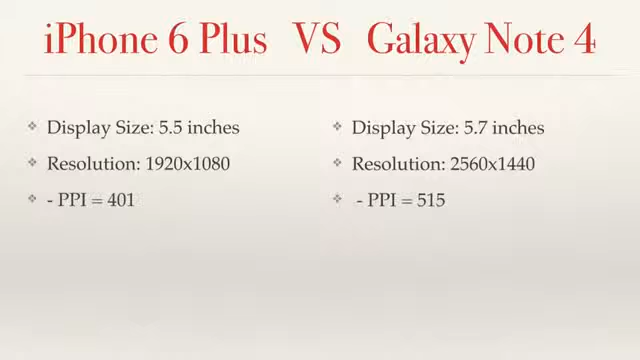 iPhone 6 Plus VS Galaxy Note 4
Display Size: 5.5 inches
Resolution: 1920x1080
- PPI = 401
Display Size: 5.7 inches
Resolution: 2560x1440
- PPI = 515